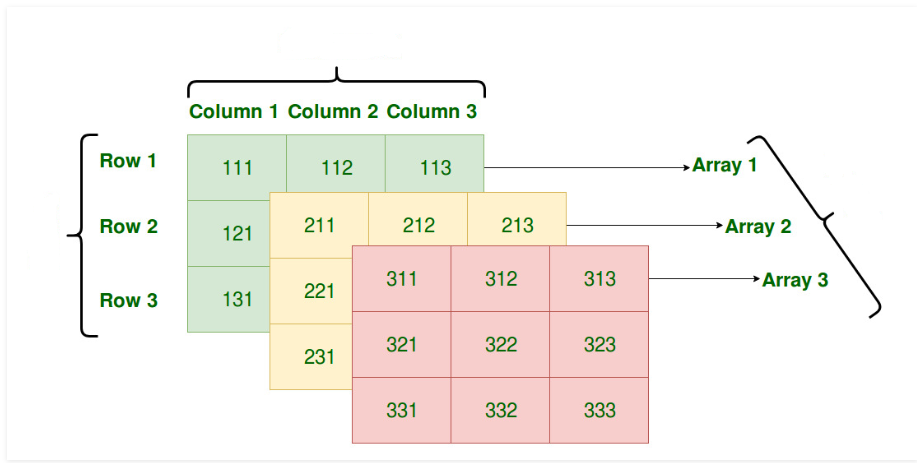 Column 1 Column 2 Column 3
Row 1 111 112 113 Array 1
Row 2 121 211 212 213 Array 2
311 312 313 Array 3
Row 3 131 221
321 322 323
231
331 332 333